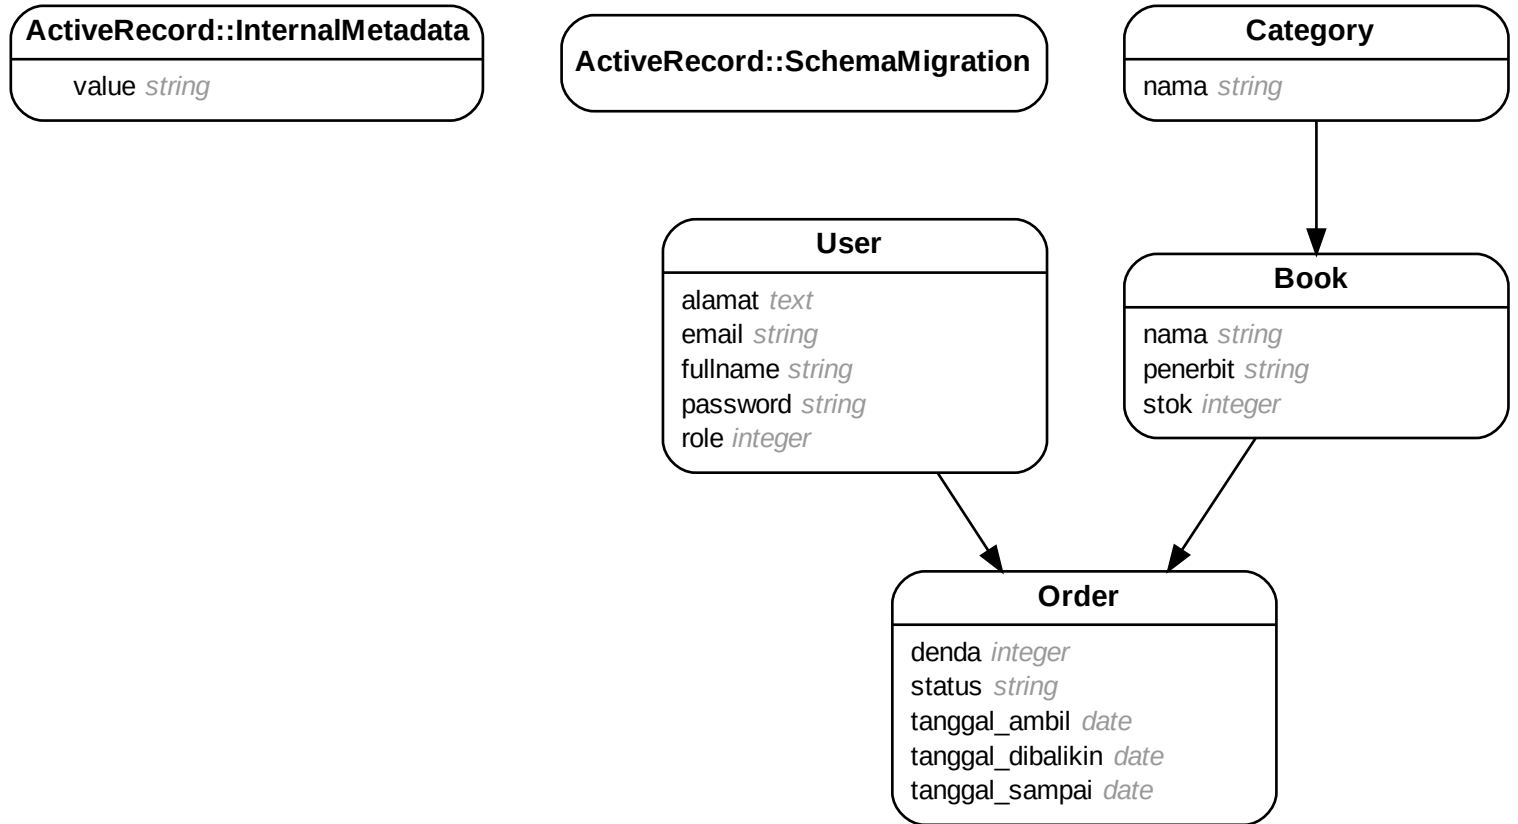 ActiveRecord::InternalMetadata
value string
ActiveRecord::SchemaMigration
Category
nama string
User
alamat text
email string
fullname string
password string
role integer
Book
nama string
penerbit string
stok integer
Order
denda integer
status string
tanggal_ambil date
tanggal_dibalikin date
tanggal_sampai date